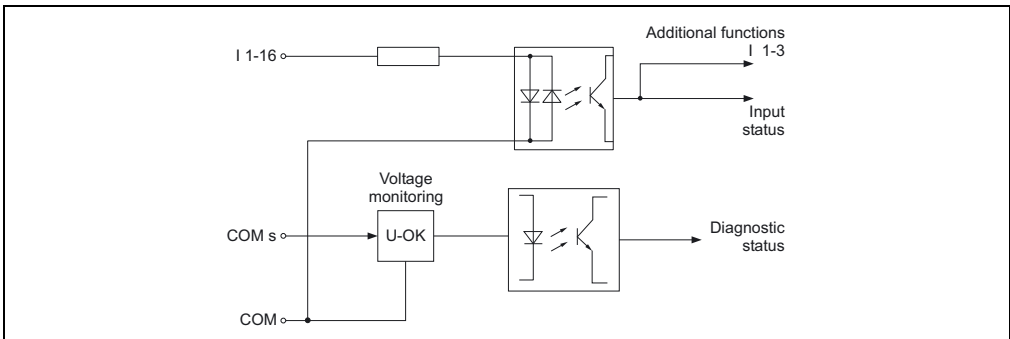 Additional functions
I 1-3
I 1-16
Input
status
Voltage
monitoring
COM s
U-OK
Diagnostic
status
COM